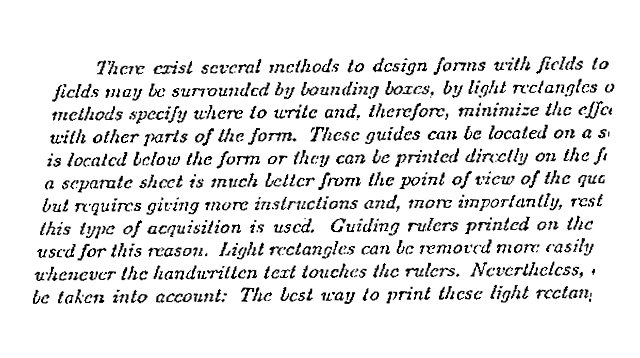 There exist several methods to design forms with fields to
fields may be surrounded by bounding boxes, by light rectangles o
methods specify where to write and, therefore, minimize the effe
with other parts of the form. These guides can be located on a s
is located below the form or they can be printed directly on the f
a separate sheet is much better from the point of view of the qua
but requires giving more instructions and, more importantly, rest
this type of acquisition is used. Guiding rulers printed on the
used for this reason. Light rectangles can be removed more easily
whenever the handwritten text touches the rulers. Nevertheless,
be taken into account: The best way to print these light rectan